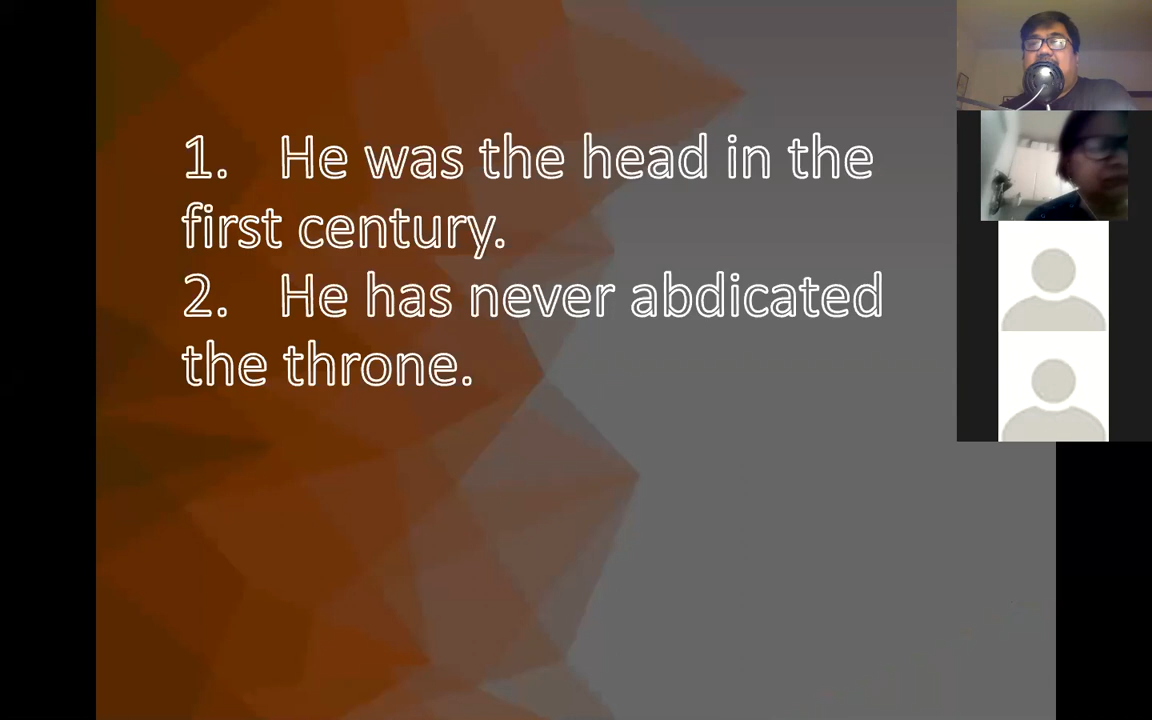 1. He was the head in the
first century.
2. He has never abdicated
the throne.